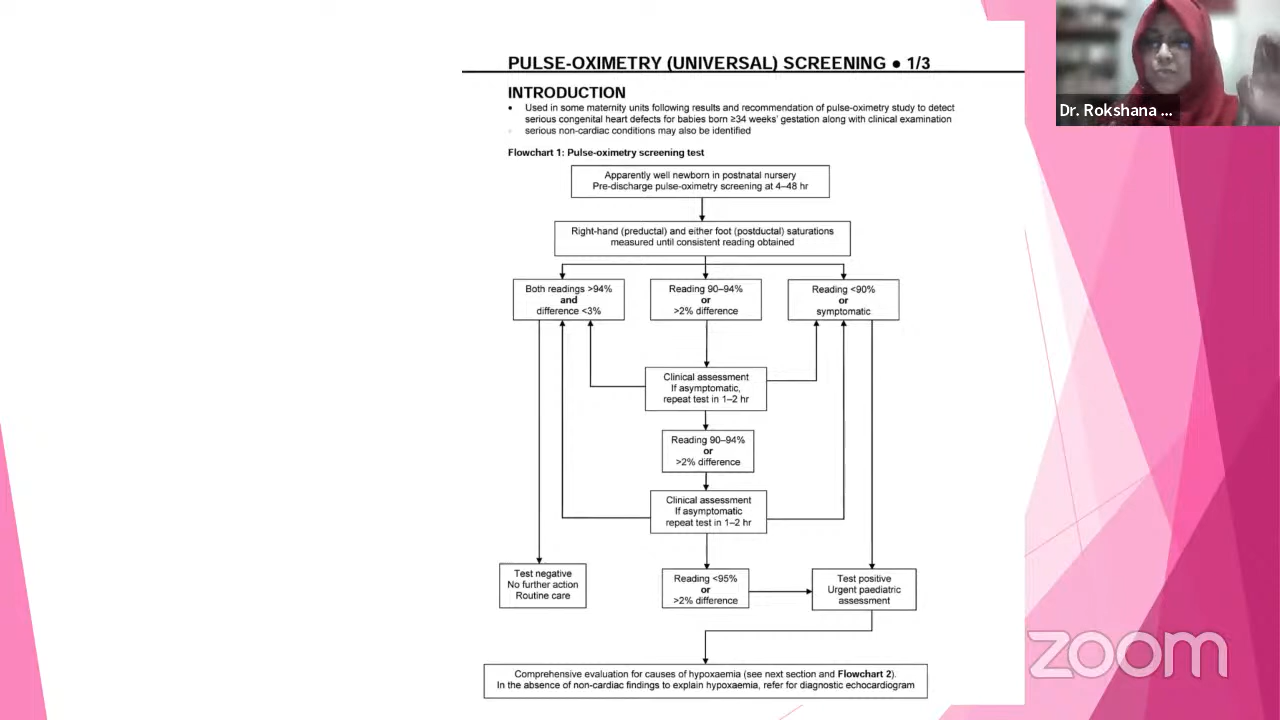 PULSE-OXIMETRY (UNIVERSAL) SCREENING ● 1/3
INTRODUCTION
• Used in some maternity units following results and recommendation of pulse-oximetry study to detect
serious congenital heart defects for babies born ≥34 weeks' gestation along with clinical examination
serious non-cardiac conditions may also be identified
Flowchart 1: Pulse-oximetry screening test
Apparently well newborn in postnatal nursery
Pre-discharge pulse-oximetry screening at 4–48 hr
Right-hand (preductal) and either foot (postductal) saturations
measured until consistent reading obtained
Both readings >94%
and
difference <3%
Reading 90–94%
or
>2% difference
Reading <90%
or
symptomatic
Clinical assessment
If asymptomatic,
repeat test in 1–2 hr
Reading 90–94%
or
>2% difference
Clinical assessment
If asymptomatic
repeat test in 1–2 hr
Test negative
No further action
Routine care
Reading <95%
or
>2% difference
Test positive
Urgent paediatric
assessment
Comprehensive evaluation for causes of hypoxaemia (see next section and Flowchart 2).
In the absence of non-cardiac findings to explain hypoxaemia, refer for diagnostic echocardiogram
Dr. Rokshana ...
zoom